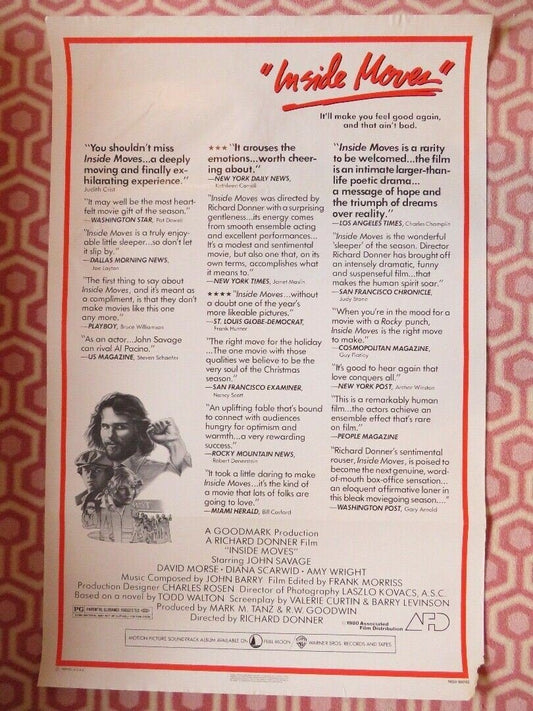 "Inside Moves"
It'll make you feel good again,
and that ain't bad.
"You shouldn't miss
Inside Moves...a deeply
moving and finally ex-
hilarating experience."
Judith Crist
"It may well be the most heart-
felt movie gift of the season."
—WASHINGTON STAR, Pat Dowell
"Inside Moves is a truly enjoy-
able little sleeper...so don't let
it slip by."
—DALLAS MORNING NEWS,
Joe Layton
"The first thing to say about
Inside Moves, and it's meant as
a compliment, is that they don't
make movies like this one
any more."
—PLAYBOY, Bruce Williamson
"As an actor...John Savage
can rival Al Pacino."
—US MAGAZINE, Steven Schaefer
★★★ "It arouses the
emotions...worth cheer-
ing about."
—NEW YORK DAILY NEWS,
Kathleen Carroll
"Inside Moves was directed by
Richard Donner with a surprising
gentleness...its energy comes
from smooth ensemble acting
and excellent performances...
It's a modest and sentimental
movie, but also one that, on its
own terms, accomplishes what
it means to."
—NEW YORK TIMES, Janet Maslin
★★★★ "Inside Moves...without
a doubt one of the year's
more likeable pictures."
—ST. LOUIS GLOBE-DEMOCRAT,
Frank Hunter
"The right movie for the holiday
...The one movie with those
qualities we believe to be the
very soul of the Christmas
season."
—SAN FRANCISCO EXAMINER,
Nancy Scott
"An uplifting fable that's bound
to connect with audiences
hungry for optimism and
warmth...a very rewarding
success."
—ROCKY MOUNTAIN NEWS,
Robert Denerstein
"It took a little daring to make
Inside Moves...it's the kind of
a movie that lots of folks are
going to love."
—MIAMI HERALD, Bill Cosford
"Inside Moves is a rarity
to be welcomed...the film
is an intimate larger-than-
life poetic drama...
a message of hope and
the triumph of dreams
over reality."
—LOS ANGELES TIMES, Charles Champlin
"Inside Moves is the wonderful
'sleeper' of the season. Director
Richard Donner has brought off
an intensely dramatic, funny
and suspenseful film...that
makes the human spirit soar."
—SAN FRANCISCO CHRONICLE,
Judy Stone
"When you're in the mood for a
movie with a Rocky punch,
Inside Moves is the right move
to make."
—COSMOPOLITAN MAGAZINE,
Guy Flatley
"It's good to hear again that
love conquers all."
—NEW YORK POST, Archer Winsten
"This is a remarkably human
film...the actors achieve an
ensemble effect that's rare
on film."
—PEOPLE MAGAZINE
"Richard Donner's sentimental
rouser, Inside Moves, is poised to
become the next genuine, word-
of-mouth box-office sensation...
an eloquent affirmative loner in
this bleak moviegoing season...."
—WASHINGTON POST, Gary Arnold
A GOODMARK Production
A RICHARD DONNER Film
"INSIDE MOVES"
Starring JOHN SAVAGE
DAVID MORSE · DIANA SCARWID · AMY WRIGHT
Music Composed by JOHN BARRY Film Edited by FRANK MORRISS
Production Designer CHARLES ROSEN Director of Photography LASZLO KOVACS, A.S.C.
Based on a novel by TODD WALTON Screenplay by VALERIE CURTIN & BARRY LEVINSON
Produced by MARK M. TANZ & R.W. GOODWIN
Directed by RICHARD DONNER
PG PARENTAL GUIDANCE SUGGESTED
©1980 Associated
Film Distribution AFD
MOTION PICTURE SOUNDTRACK ALBUM AVAILABLE ON FULL MOON WARNER BROS. RECORDS AND TAPES.